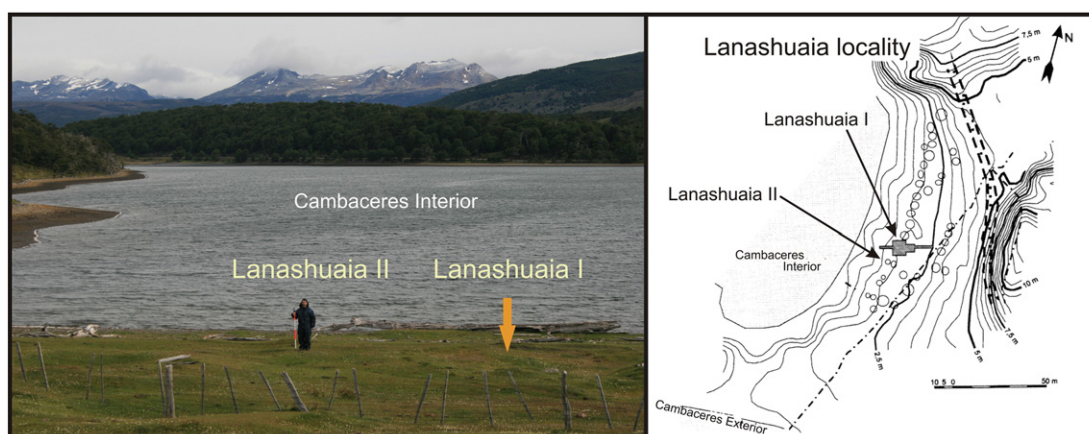 Cambaceres Interior
Lanashuaia II
Lanashuaia I
Lanashuaia locality
N
7,5 m
5 m
Lanashuaia I
Lanashuaia II
Cambaceres
Interior
10 m
7,5 m
5 m
2,5 m
10 5 0
50 m
Cambaceres Exterior